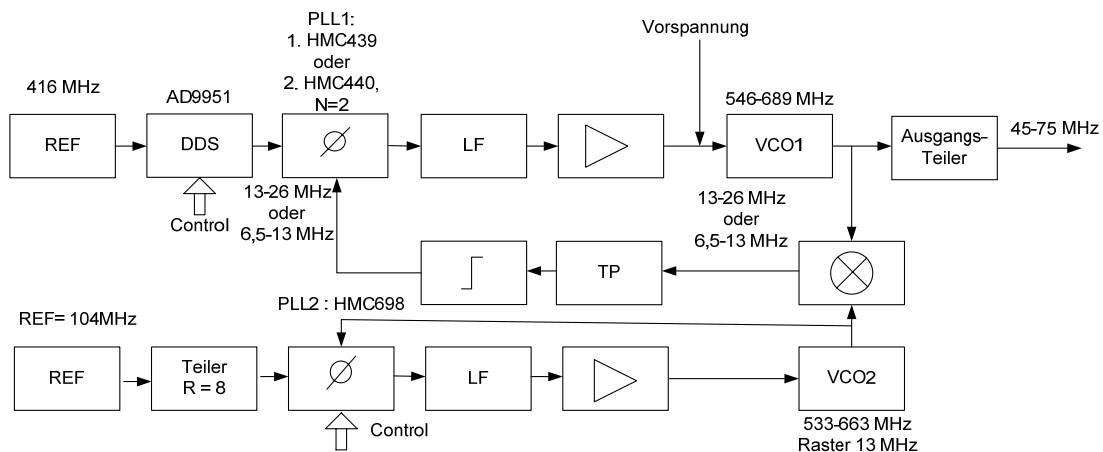 PLL1:
1. HMC439
oder
2. HMC440,
N=2
Vorspannung
416 MHz
AD9951
546-689 MHz
REF
DDS
LF
VCO1
Ausgangs-
Teiler
45-75 MHz
Control
13-26 MHz
oder
6,5-13 MHz
13-26 MHz
oder
6,5-13 MHz
TP
PLL2 : HMC698
REF= 104MHz
REF
Teiler
R = 8
LF
VCO2
Control
533-663 MHz
Raster 13 MHz